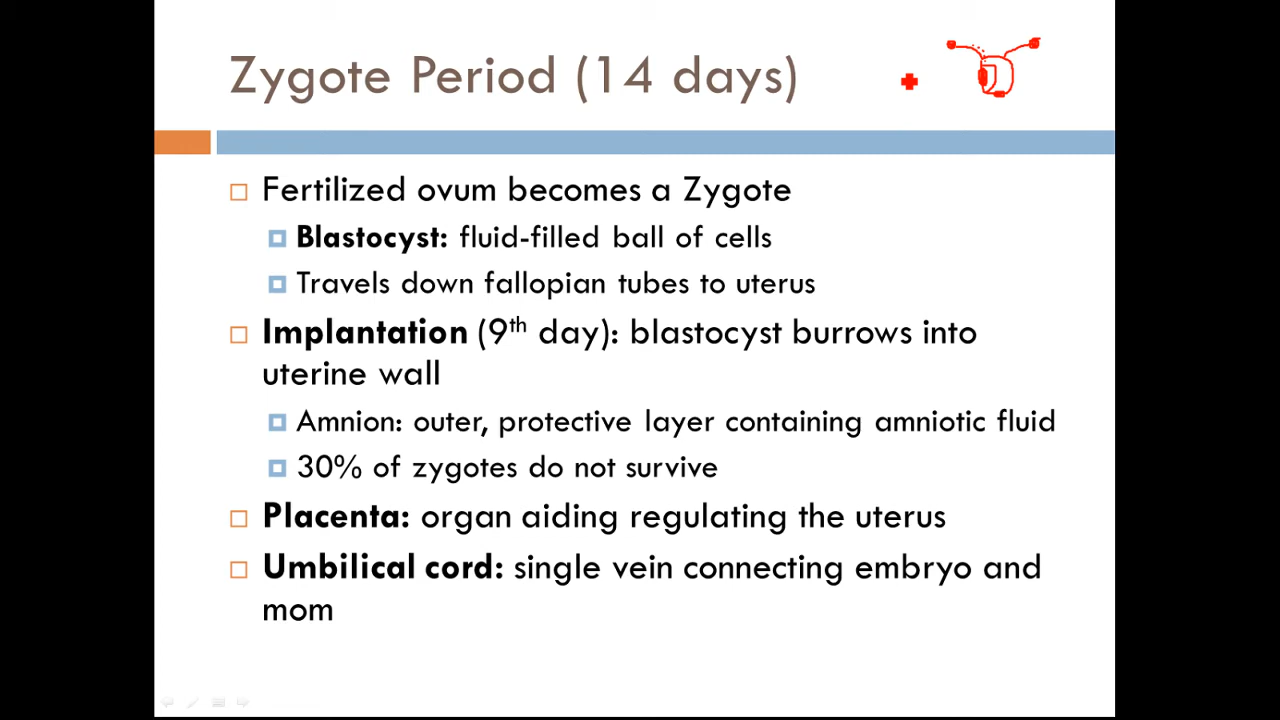 Zygote Period (14 days)
Fertilized ovum becomes a Zygote
Blastocyst: fluid-filled ball of cells
Travels down fallopian tubes to uterus
Implantation (9th day): blastocyst burrows into
uterine wall
Amnion: outer, protective layer containing amniotic fluid
30% of zygotes do not survive
Placenta: organ aiding regulating the uterus
Umbilical cord: single vein connecting embryo and
mom